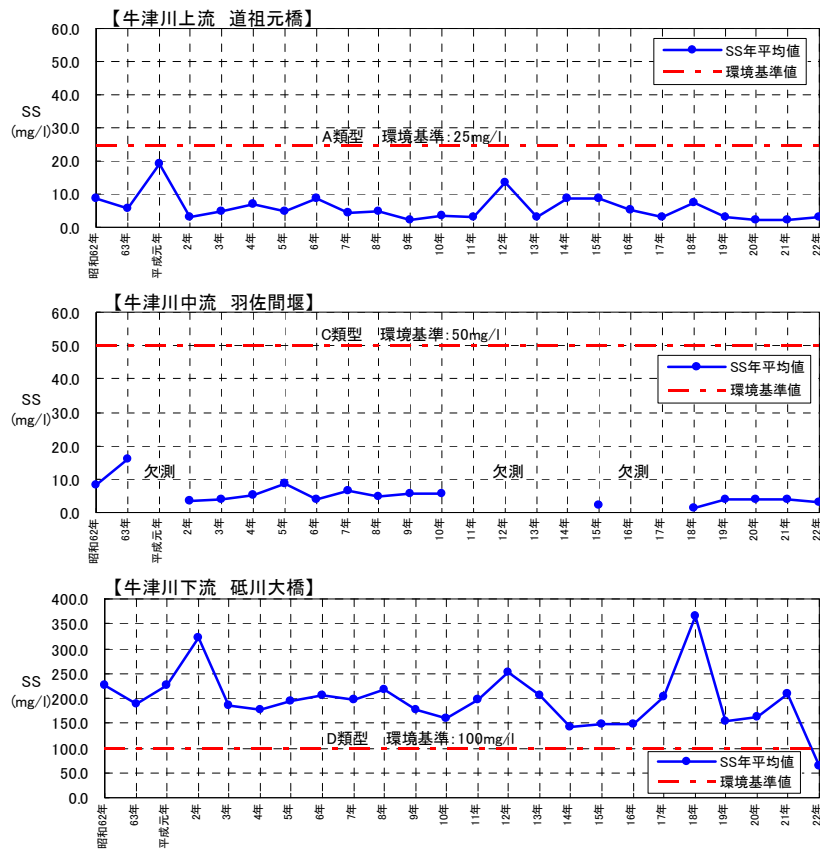 【牛津川上流　道祖元橋】
60.0
50.0
40.0
30.0
20.0
10.0
0.0
SS
(mg/l)
A類型　環境基準：25mg/l
SS年平均値
環境基準値
昭和62年
63年
平成元年
2年
3年
4年
5年
6年
7年
8年
9年
10年
11年
12年
13年
14年
15年
16年
17年
18年
19年
20年
21年
22年
【牛津川中流　羽佐間堰】
60.0
50.0
40.0
30.0
20.0
10.0
0.0
SS
(mg/l)
C類型　環境基準：50mg/l
SS年平均値
環境基準値
欠測
欠測
欠測
昭和62年
63年
平成元年
2年
3年
4年
5年
6年
7年
8年
9年
10年
11年
12年
13年
14年
15年
16年
17年
18年
19年
20年
21年
22年
【牛津川下流　砥川大橋】
400.0
350.0
300.0
250.0
200.0
150.0
100.0
50.0
0.0
SS
(mg/l)
D類型　環境基準：100mg/l
SS年平均値
環境基準値
昭和62年
63年
平成元年
2年
3年
4年
5年
6年
7年
8年
9年
10年
11年
12年
13年
14年
15年
16年
17年
18年
19年
20年
21年
22年